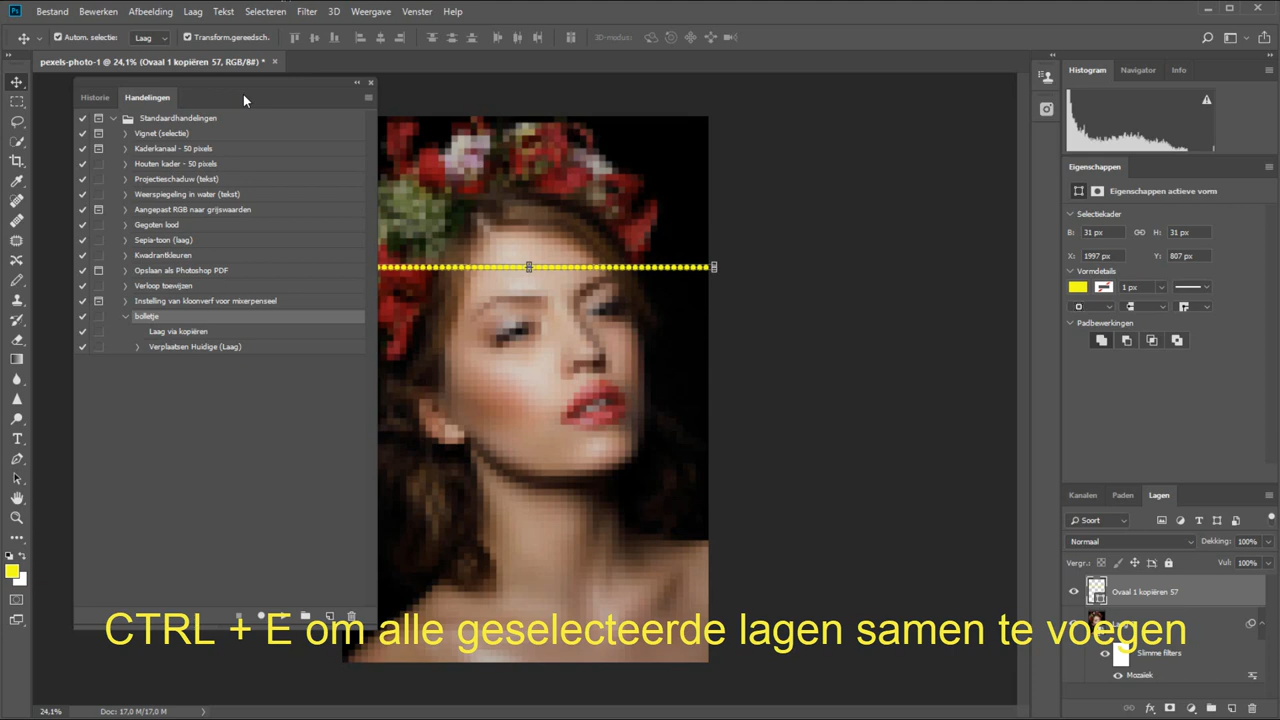 Ps Bestand Bewerken Afbeelding Laag Tekst Selecteren Filter 3D Weergave Venster Help
Autom. selectie: Laag Transform.gereedsch. 3D-modus:
pexels-photo-1 @ 24,1% (Ovaal 1 kopiëren 57, RGB/8#) *
Historie Handelingen
Standaardhandelingen
Vignet (selectie)
Kaderkanaal - 50 pixels
Houten kader - 50 pixels
Projectieschaduw (tekst)
Weerspiegeling in water (tekst)
Aangepast RGB naar grijswaarden
Gegoten lood
Sepia-toon (laag)
Kwadrantkleuren
Opslaan als Photoshop PDF
Verloop toewijzen
Instelling van kloonverf voor mixerpenseel
bolletje
Laag via kopiëren
Verplaatsen Huidige (Laag)
Histogram Navigator Info
Eigenschappen
Eigenschappen actieve vorm
Selectiekader
B: 31 px H: 31 px
X: 1997 px Y: 807 px
Vormdetails
1 px
Padbewerkingen
Kanalen Paden Lagen
Soort
Normaal Dekking: 100%
Vergr.: Vul: 100%
Ovaal 1 kopiëren 57
Slimme filters
Mozaïek
CTRL + E om alle geselecteerde lagen samen te voegen
24,1% Doc: 17,0 M/17,0 M